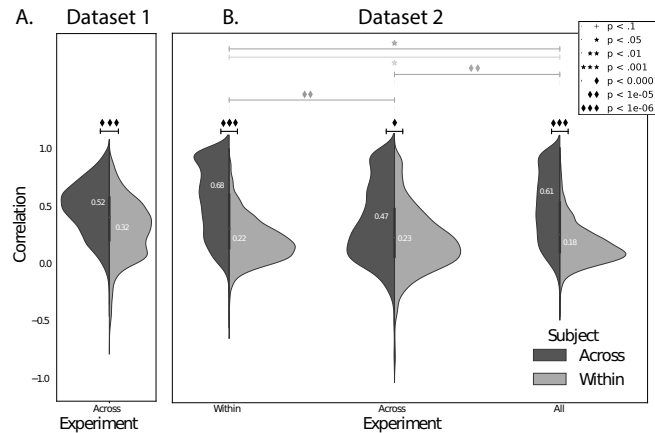 A. Dataset 1
B. Dataset 2
p < .1
★ p < .05
★★ p < .01
★★★ p < .001
♦ p < 0.0001
♦♦ p < 1e-05
♦♦♦ p < 1e-06
★
★
♦♦
♦♦
♦♦♦
♦♦♦
♦
♦♦♦
Correlation
1.0
0.5
0.0
−0.5
−1.0
0.52
0.32
0.68
0.22
0.47
0.23
0.61
0.18
Subject
Across
Within
Across
Within
Across
All
Experiment
Experiment